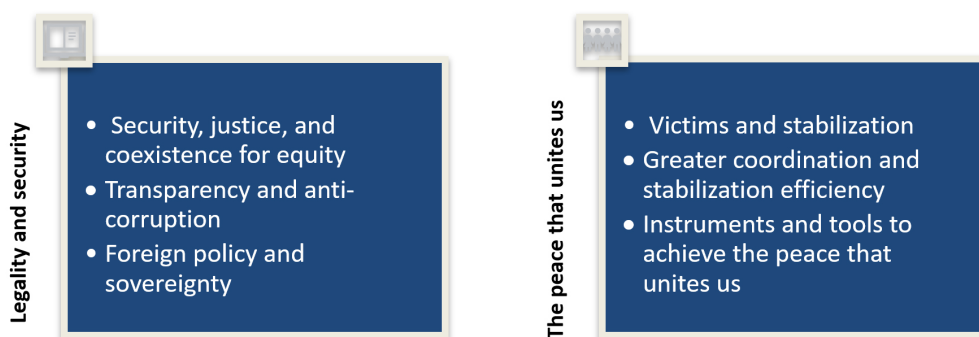 Legality and security
• Security, justice, and
coexistence for equity
• Transparency and anti-
corruption
• Foreign policy and
sovereignty
The peace that unites us
• Victims and stabilization
• Greater coordination and
stabilization efficiency
• Instruments and tools to
achieve the peace that
unites us